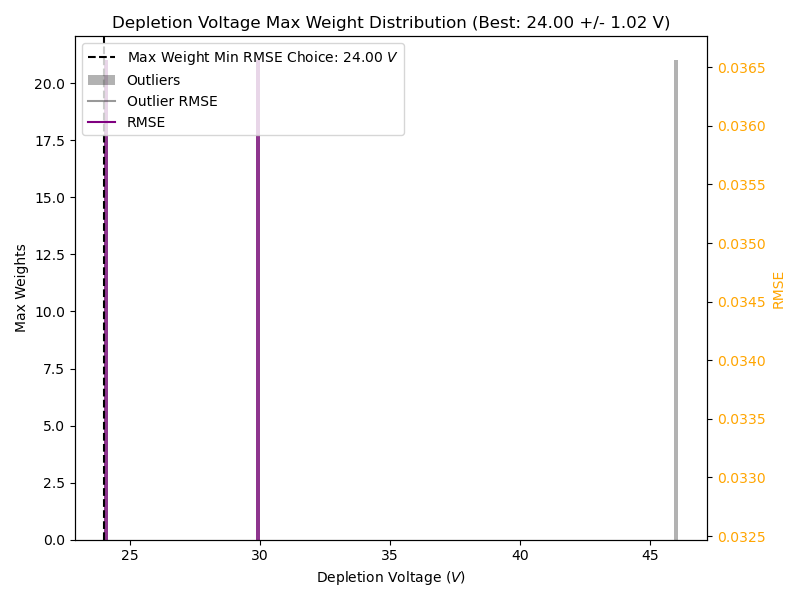 Depletion Voltage Max Weight Distribution (Best: 24.00 +/- 1.02 V)
Max Weight Min RMSE Choice: 24.00 V
Outliers
Outlier RMSE
RMSE
20.0
17.5
15.0
12.5
10.0
7.5
5.0
2.5
0.0
Max Weights
25
30
35
40
45
Depletion Voltage (V)
0.0365
0.0360
0.0355
0.0350
0.0345
0.0340
0.0335
0.0330
0.0325
RMSE